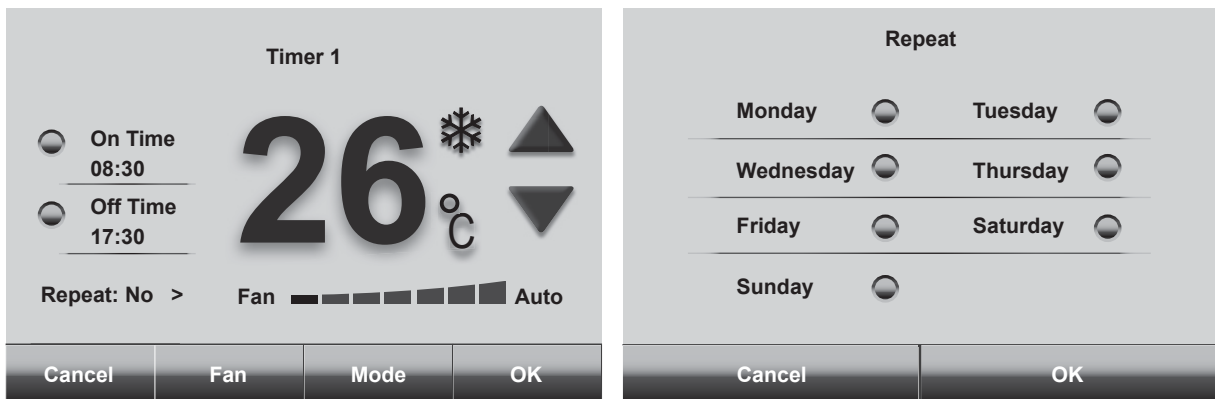 Timer 1
On Time
08:30
Off Time
17:30
26
°C
Repeat: No >
Fan
Auto
Cancel
Fan
Mode
OK
Repeat
Monday
Tuesday
Wednesday
Thursday
Friday
Saturday
Sunday
Cancel
OK